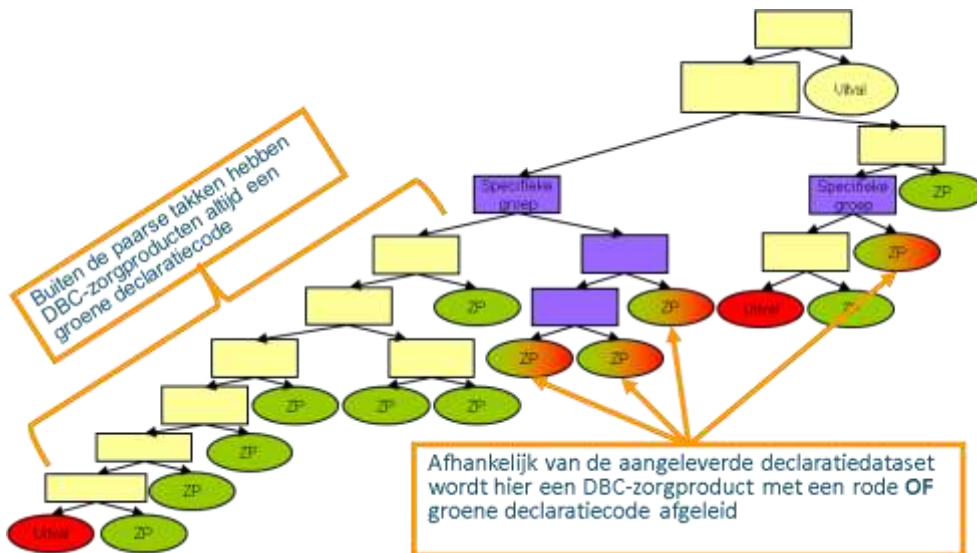 Uitval
Specifieke
groep
Specifieke
groep
ZP
ZP
ZP
ZP
Uitval
ZP
ZP
ZP
ZP
ZP
ZP
ZP
ZP
Uitval
ZP
Buiten de paarse takken hebben
DBC-zorgproducten altijd een
groene declaratiecode
Afhankelijk van de aangeleverde declaratiedataset
wordt hier een DBC-zorgproduct met een rode OF
groene declaratiecode afgeleid